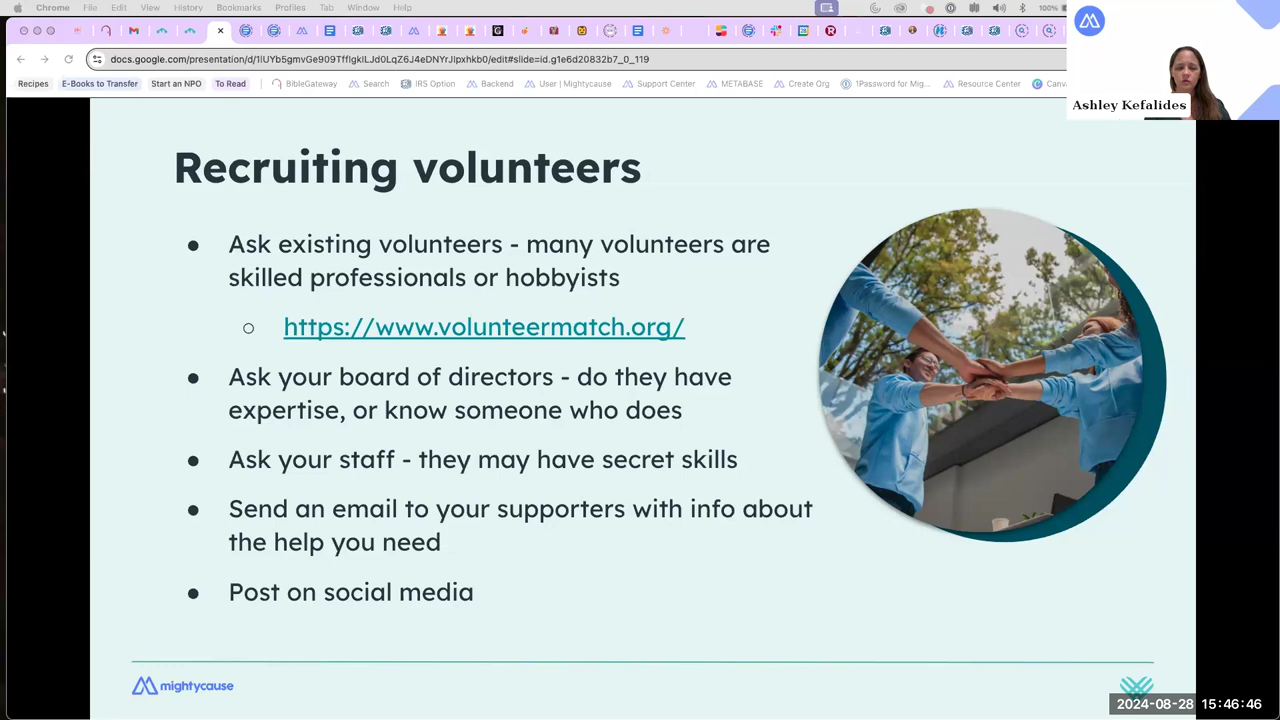 Chrome File Edit View History Bookmarks Profiles Tab Window Help 100%
docs.google.com/presentation/d/
edit#slide=id.g1e6d20832b7_0_119
Recipes E-Books to Transfer Start an NPO To Read BibleGateway Search IRS Option Backend User | Mightycause Support Center METABASE Create Org 1Password for Mig... Resource Center Canv
Ashley Kefalides
Recruiting volunteers
● Ask existing volunteers - many volunteers are
skilled professionals or hobbyists
○ https://www.volunteermatch.org/
● Ask your board of directors - do they have
expertise, or know someone who does
● Ask your staff - they may have secret skills
● Send an email to your supporters with info about
the help you need
● Post on social media
mightycause
2024-08-28 15:46:46